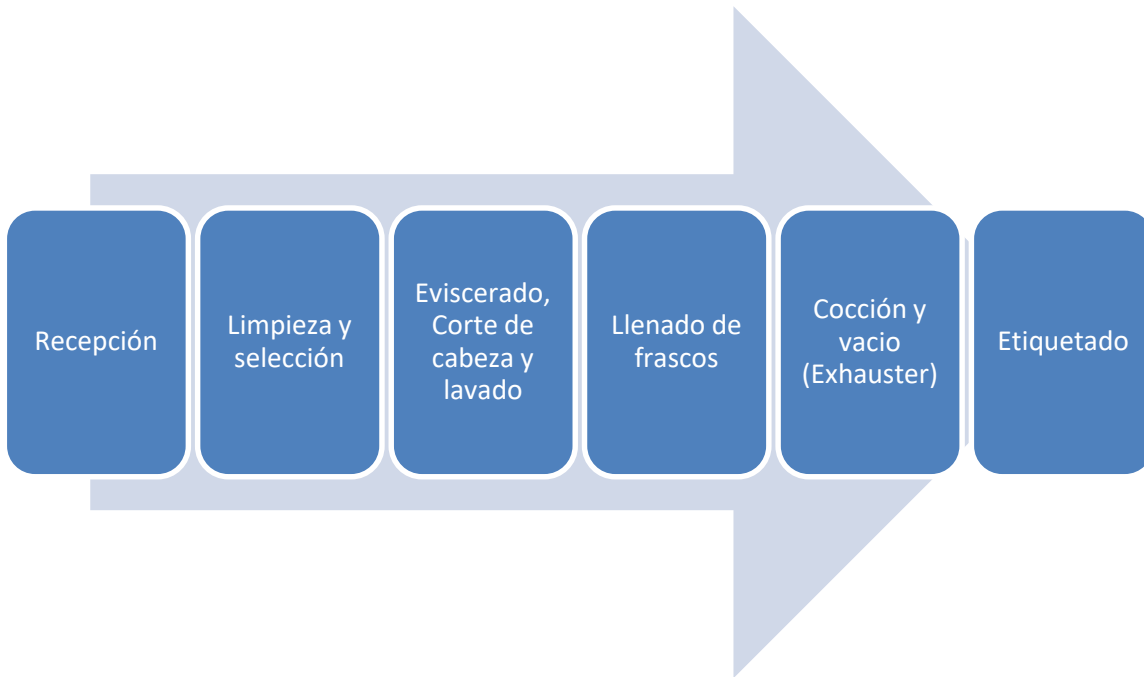 Recepción
Limpieza y
selección
Eviscerado,
Corte de
cabeza y
lavado
Llenado de
frascos
Cocción y
vacio
(Exhauster)
Etiquetado